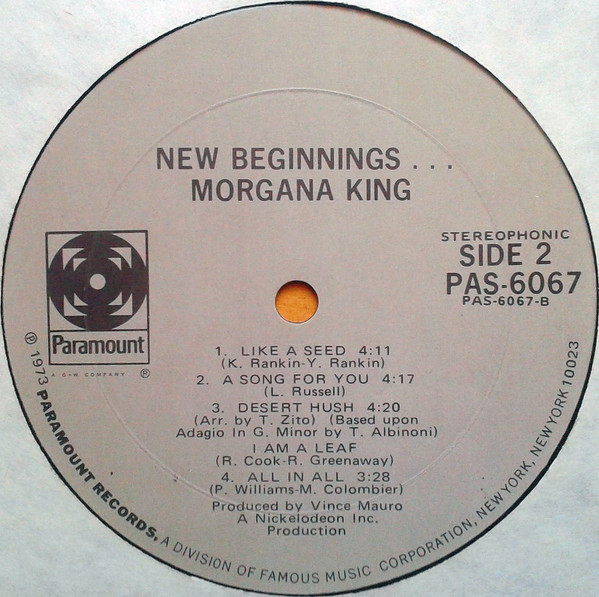 NEW BEGINNINGS . . .
MORGANA KING
STEREOPHONIC
SIDE 2
PAS-6067
PAS-6067-B
Paramount
A G+W COMPANY ®
1. LIKE A SEED 4:11
(K. Rankin-Y. Rankin)
2. A SONG FOR YOU 4:17
(L. Russell)
3. DESERT HUSH 4:20
(Arr. by T. Zito) (Based upon
Adagio In G. Minor by T. Albinoni)
I AM A LEAF
(R. Cook-R. Greenaway)
4. ALL IN ALL 3:28
(P. Williams-M. Colombier)
Produced by Vince Mauro
A Nickelodeon Inc.
Production
℗ 1973 PARAMOUNT RECORDS, A DIVISION OF FAMOUS MUSIC CORPORATION, NEW YORK, NEW YORK 10023